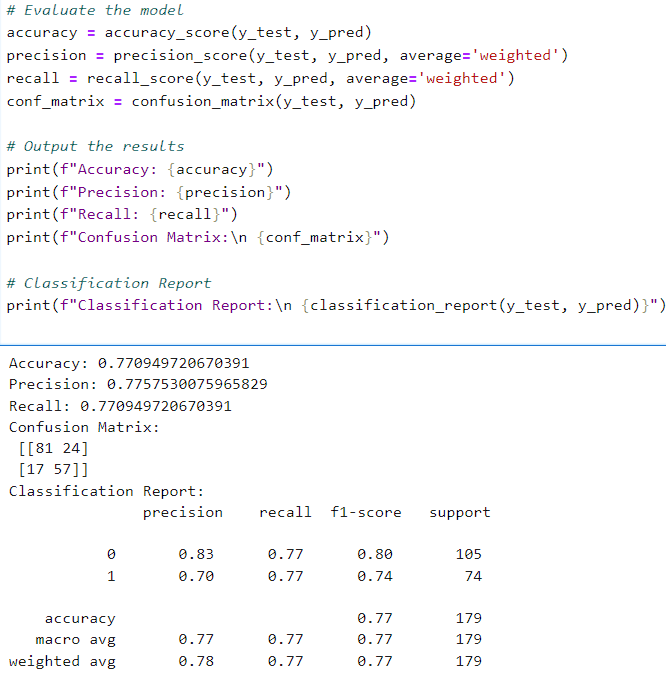 # Evaluate the model
accuracy = accuracy_score(y_test, y_pred)
precision = precision_score(y_test, y_pred, average='weighted')
recall = recall_score(y_test, y_pred, average='weighted')
conf_matrix = confusion_matrix(y_test, y_pred)

# Output the results
print(f"Accuracy: {accuracy}")
print(f"Precision: {precision}")
print(f"Recall: {recall}")
print(f"Confusion Matrix:\n {conf_matrix}")

# Classification Report
print(f"Classification Report:\n {classification_report(y_test, y_pred)}")

Accuracy: 0.770949720670391
Precision: 0.7757530075965829
Recall: 0.770949720670391
Confusion Matrix:
 [[81 24]
 [17 57]]
Classification Report:
               precision    recall  f1-score   support

           0       0.83      0.77      0.80       105
           1       0.70      0.77      0.74        74

    accuracy                           0.77       179
   macro avg       0.77      0.77      0.77       179
weighted avg       0.78      0.77      0.77       179